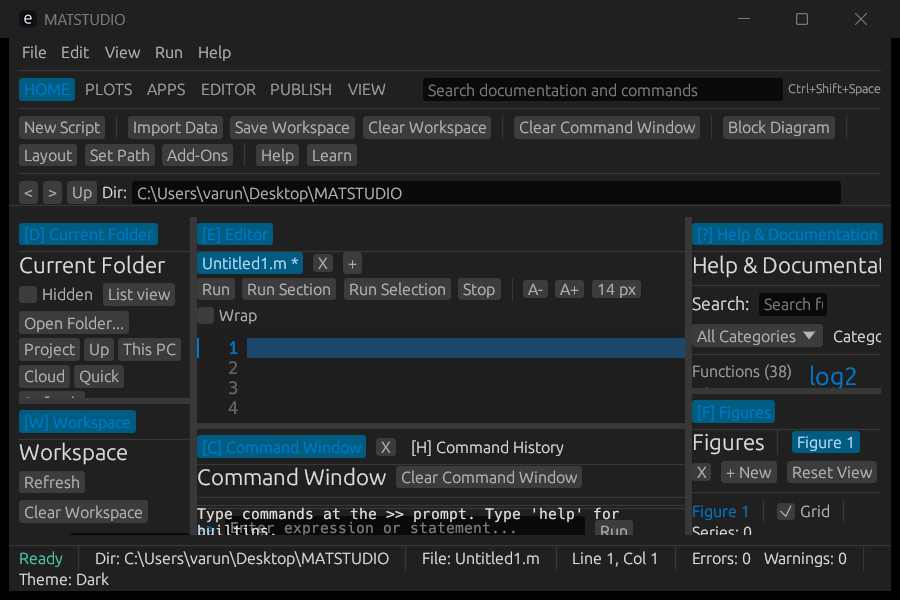 e MATSTUDIO
File Edit View Run Help
HOME PLOTS APPS EDITOR PUBLISH VIEW Search documentation and commands Ctrl+Shift+Space
New Script Import Data Save Workspace Clear Workspace Clear Command Window Block Diagram
Layout Set Path Add-Ons Help Learn
< > Up Dir: C:\Users\varun\Desktop\MATSTUDIO
[D] Current Folder
Current Folder
Hidden List view
Open Folder...
Project Up This PC
Cloud Quick
[W] Workspace
Workspace
Refresh
Clear Workspace
[E] Editor
Untitled1.m * X +
Run Run Section Run Selection Stop A- A+ 14 px
Wrap
1
2
3
4
[C] Command Window X [H] Command History
Command Window Clear Command Window
Type commands at the >> prompt. Type 'help' for
builtins.
Enter expression or statement... Run
[?] Help & Documentation
Help & Documentat
Search: Search fu
All Categories Catego
Functions (38) log2
[F] Figures
Figures Figure 1
X + New Reset View
Figure 1 Grid
Series: 0
Ready Dir: C:\Users\varun\Desktop\MATSTUDIO File: Untitled1.m Line 1, Col 1 Errors: 0 Warnings: 0
Theme: Dark